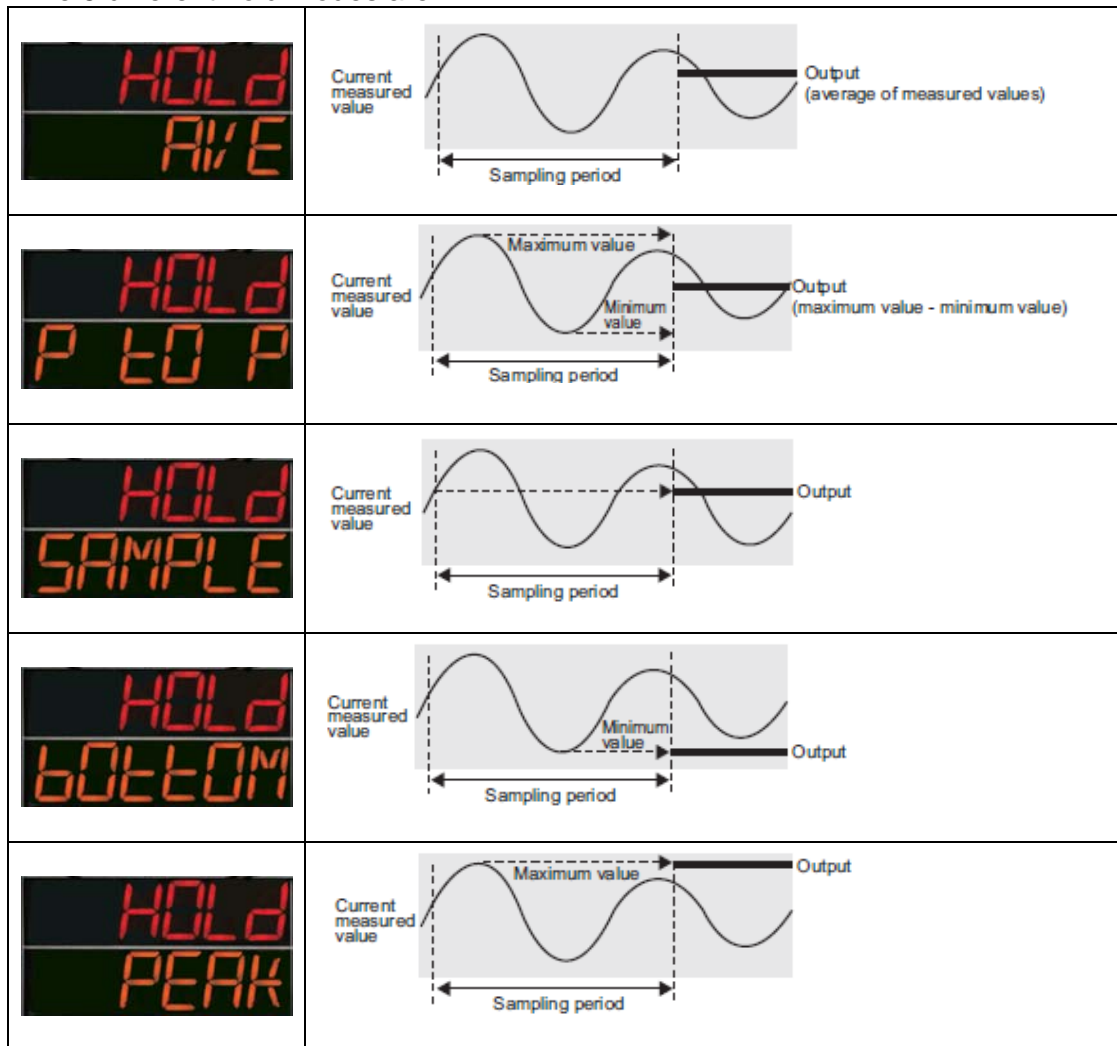 HOLd
AVE
Current
measured
value
Output
(average of measured values)
Sampling period
HOLd
P tO P
Current
measured
value
Maximum value
Minimum
value
Output
(maximum value - minimum value)
Sampling period
HOLd
SAMPLE
Current
measured
value
Output
Sampling period
HOLd
bOttOM
Current
measured
value
Minimum
value
Output
Sampling period
HOLd
PEAK
Current
measured
value
Maximum value
Output
Sampling period